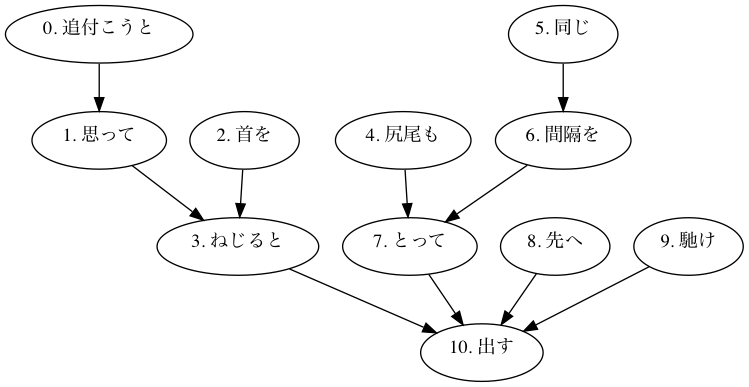 0. 追付こうと
5. 同じ
1. 思って
2. 首を
4. 尻尾も
6. 間隔を
3. ねじると
7. とって
8. 先へ
9. 馳け
10. 出す